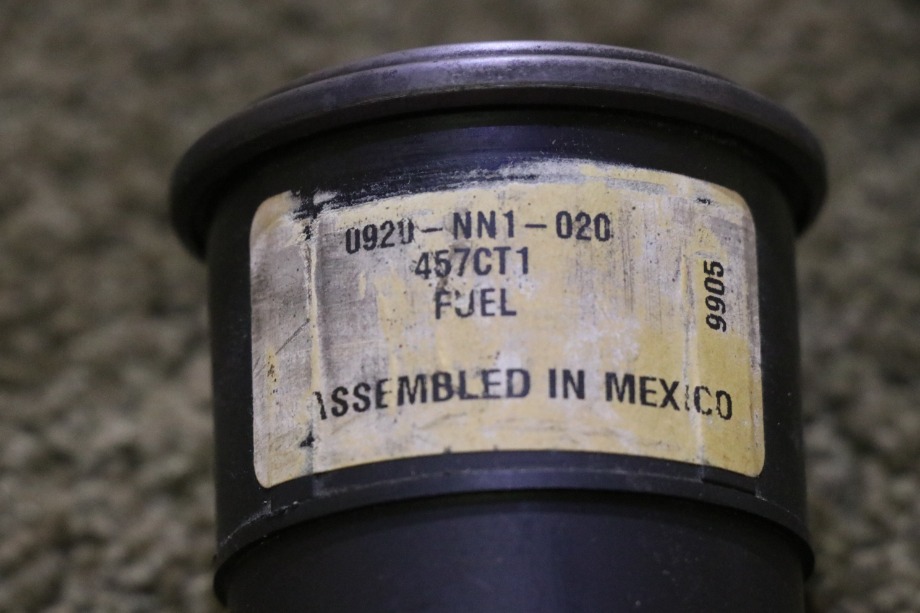 0920-NN1-020
457CT1
FUEL
9905
ASSEMBLED IN MEXICO